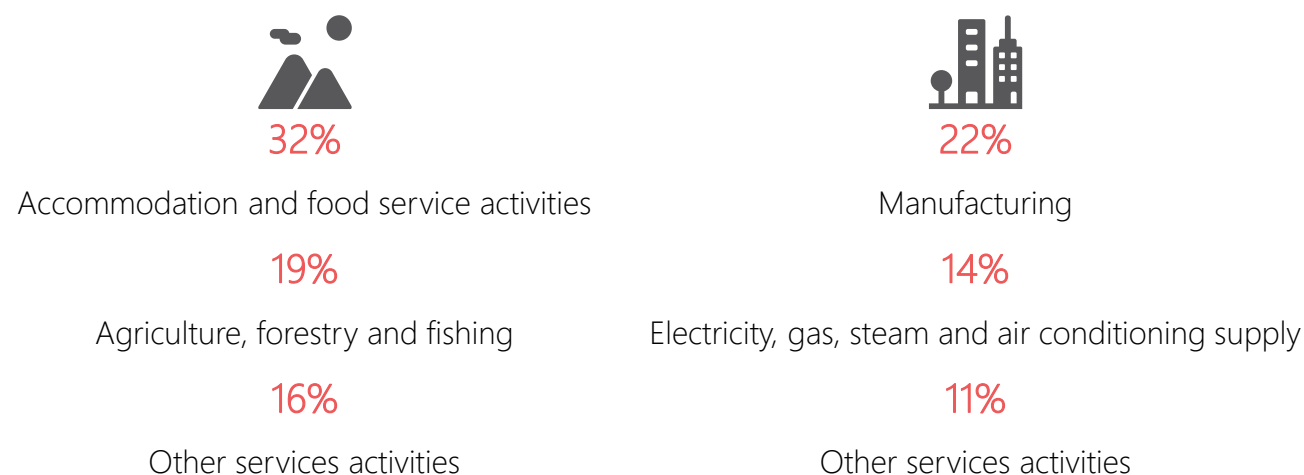 32%
Accommodation and food service activities
19%
Agriculture, forestry and fishing
16%
Other services activities
22%
Manufacturing
14%
Electricity, gas, steam and air conditioning supply
11%
Other services activities